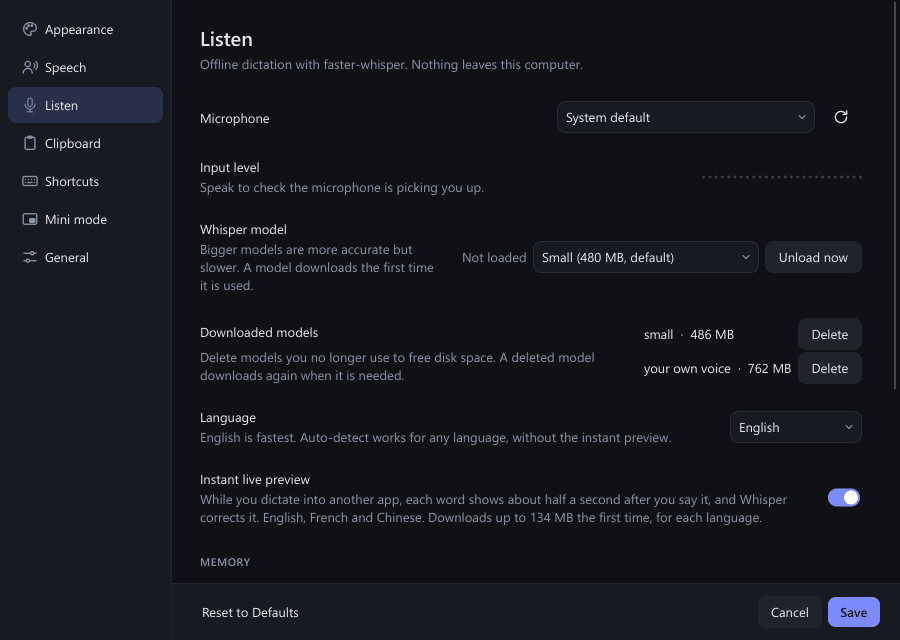 Appearance
Speech
Listen
Clipboard
Shortcuts
Mini mode
General
Listen
Offline dictation with faster-whisper. Nothing leaves this computer.
Microphone
System default
Input level
Speak to check the microphone is picking you up.
Whisper model
Bigger models are more accurate but
slower. A model downloads the first time
it is used.
Not loaded
Small (480 MB, default)
Unload now
Downloaded models
Delete models you no longer use to free disk space. A deleted model
downloads again when it is needed.
small · 486 MB
Delete
your own voice · 762 MB
Delete
Language
English is fastest. Auto-detect works for any language, without the instant preview.
English
Instant live preview
While you dictate into another app, each word shows about half a second after you say it, and Whisper
corrects it. English, French and Chinese. Downloads up to 134 MB the first time, for each language.
MEMORY
Reset to Defaults
Cancel
Save